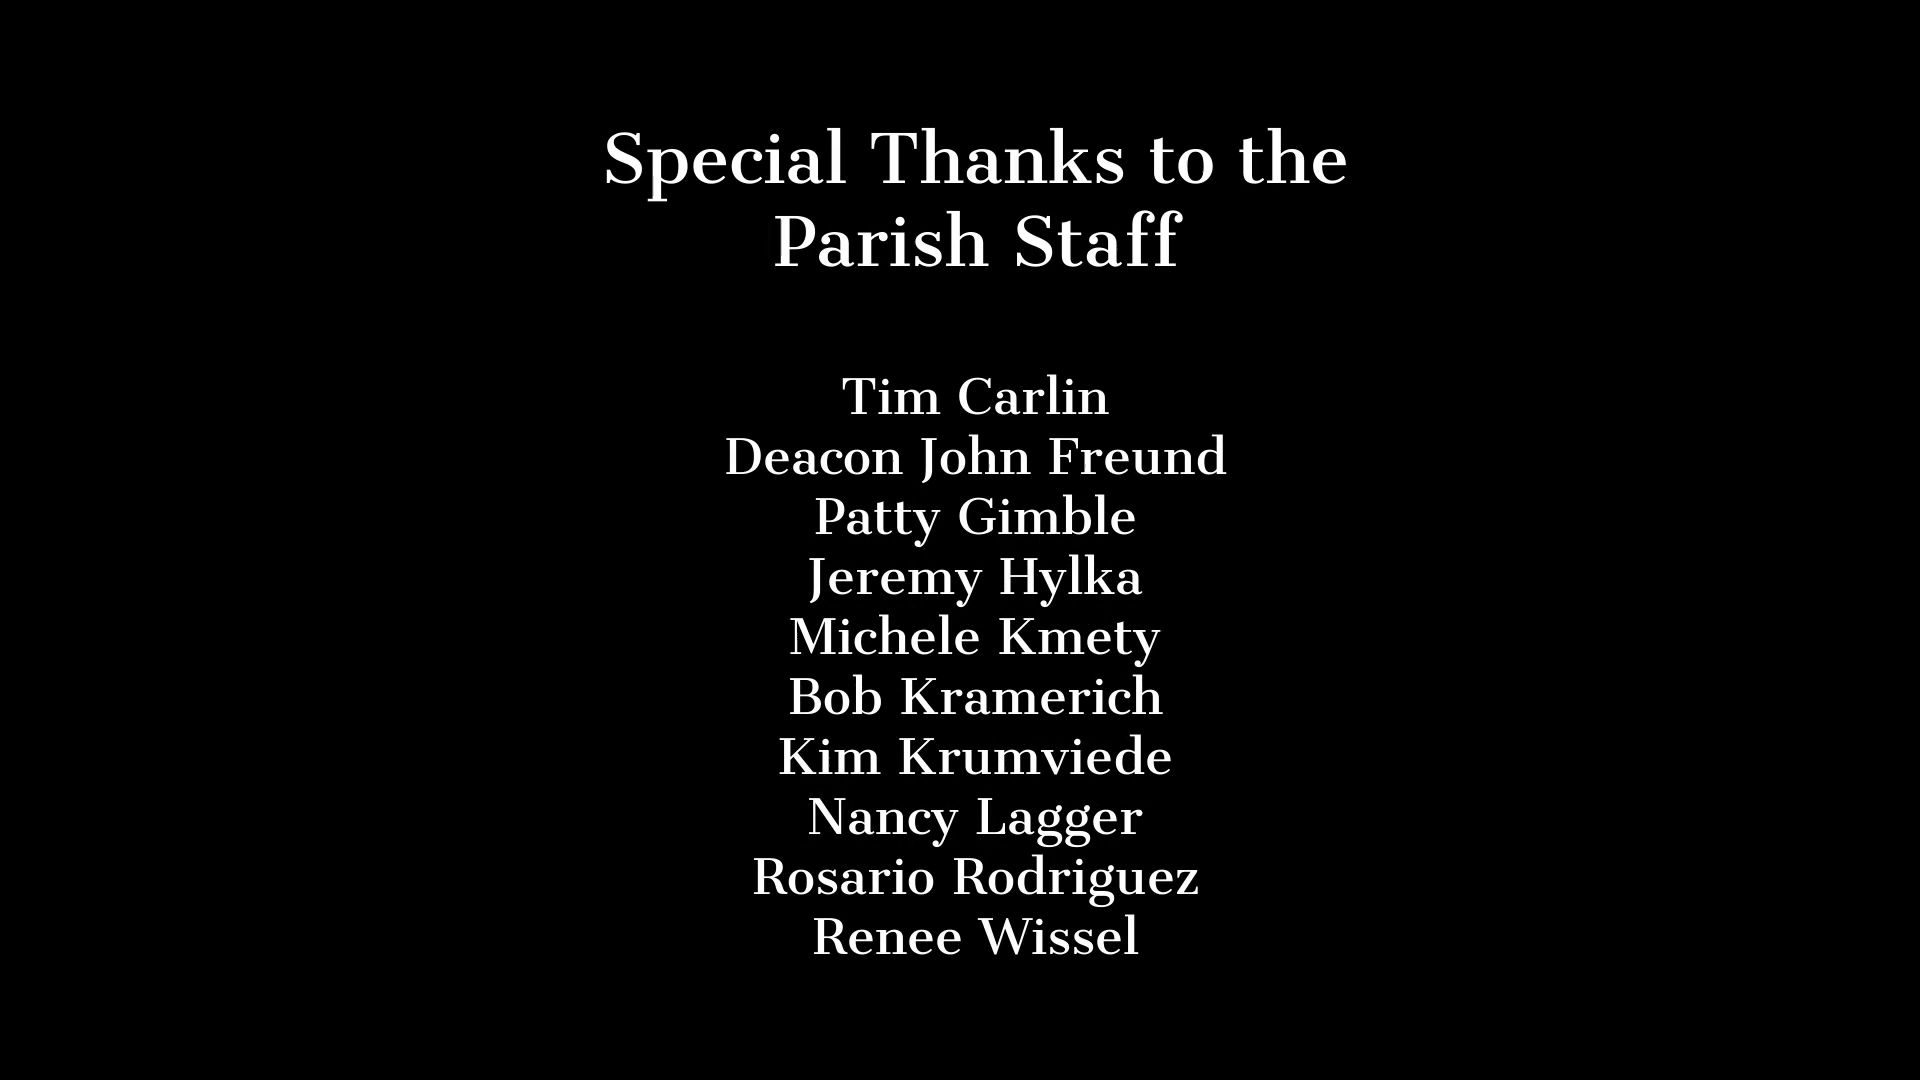 Special Thanks to the
Parish Staff
Tim Carlin
Deacon John Freund
Patty Gimble
Jeremy Hylka
Michele Kmety
Bob Kramerich
Kim Krumviede
Nancy Lagger
Rosario Rodriguez
Renee Wissel